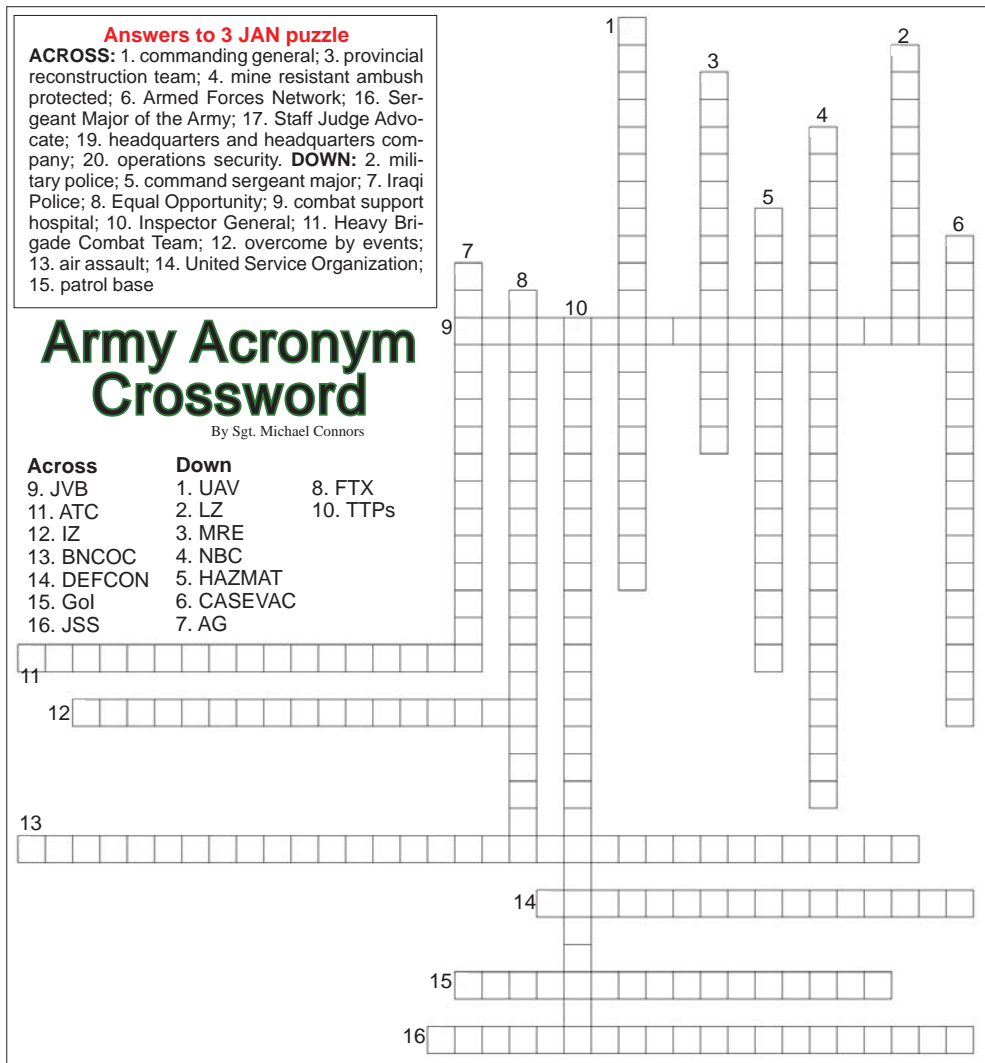 Answers to 3 JAN puzzle
ACROSS: 1. commanding general; 3. provincial
reconstruction team; 4. mine resistant ambush
protected; 6. Armed Forces Network; 16. Ser-
geant Major of the Army; 17. Staff Judge Advo-
cate; 19. headquarters and headquarters com-
pany; 20. operations security. DOWN: 2. mili-
tary police; 5. command sergeant major; 7. Iraqi
Police; 8. Equal Opportunity; 9. combat support
hospital; 10. Inspector General; 11. Heavy Bri-
gade Combat Team; 12. overcome by events;
13. air assault; 14. United Service Organization;
15. patrol base
Army Acronym
Crossword
By Sgt. Michael Connors
Across
9. JVB
11. ATC
12. IZ
13. BNCOC
14. DEFCON
15. GoI
16. JSS
Down
1. UAV
2. LZ
3. MRE
4. NBC
5. HAZMAT
6. CASEVAC
7. AG
8. FTX
10. TTPs
1
2
3
4
5
6
7
8
9
10
11
12
13
14
15
16